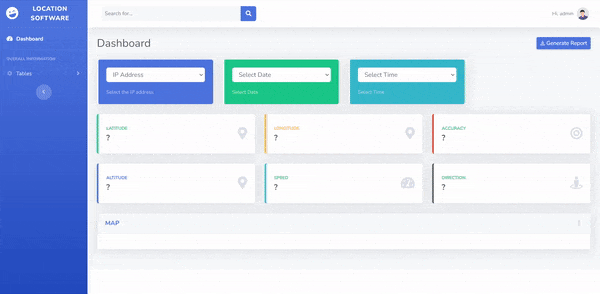 LOCATION
SOFTWARE
Search for...
Hi, admin
Dashboard
Dashboard
Generate Report
OVERALL INFORMATION
Tables
IP Address
Select Date
Select Time
Select the IP address
Select Date
Select Time
LATITUDE
?
LONGITUDE
?
ACCURACY
?
ALTITUDE
?
SPEED
?
DIRECTION
?
MAP